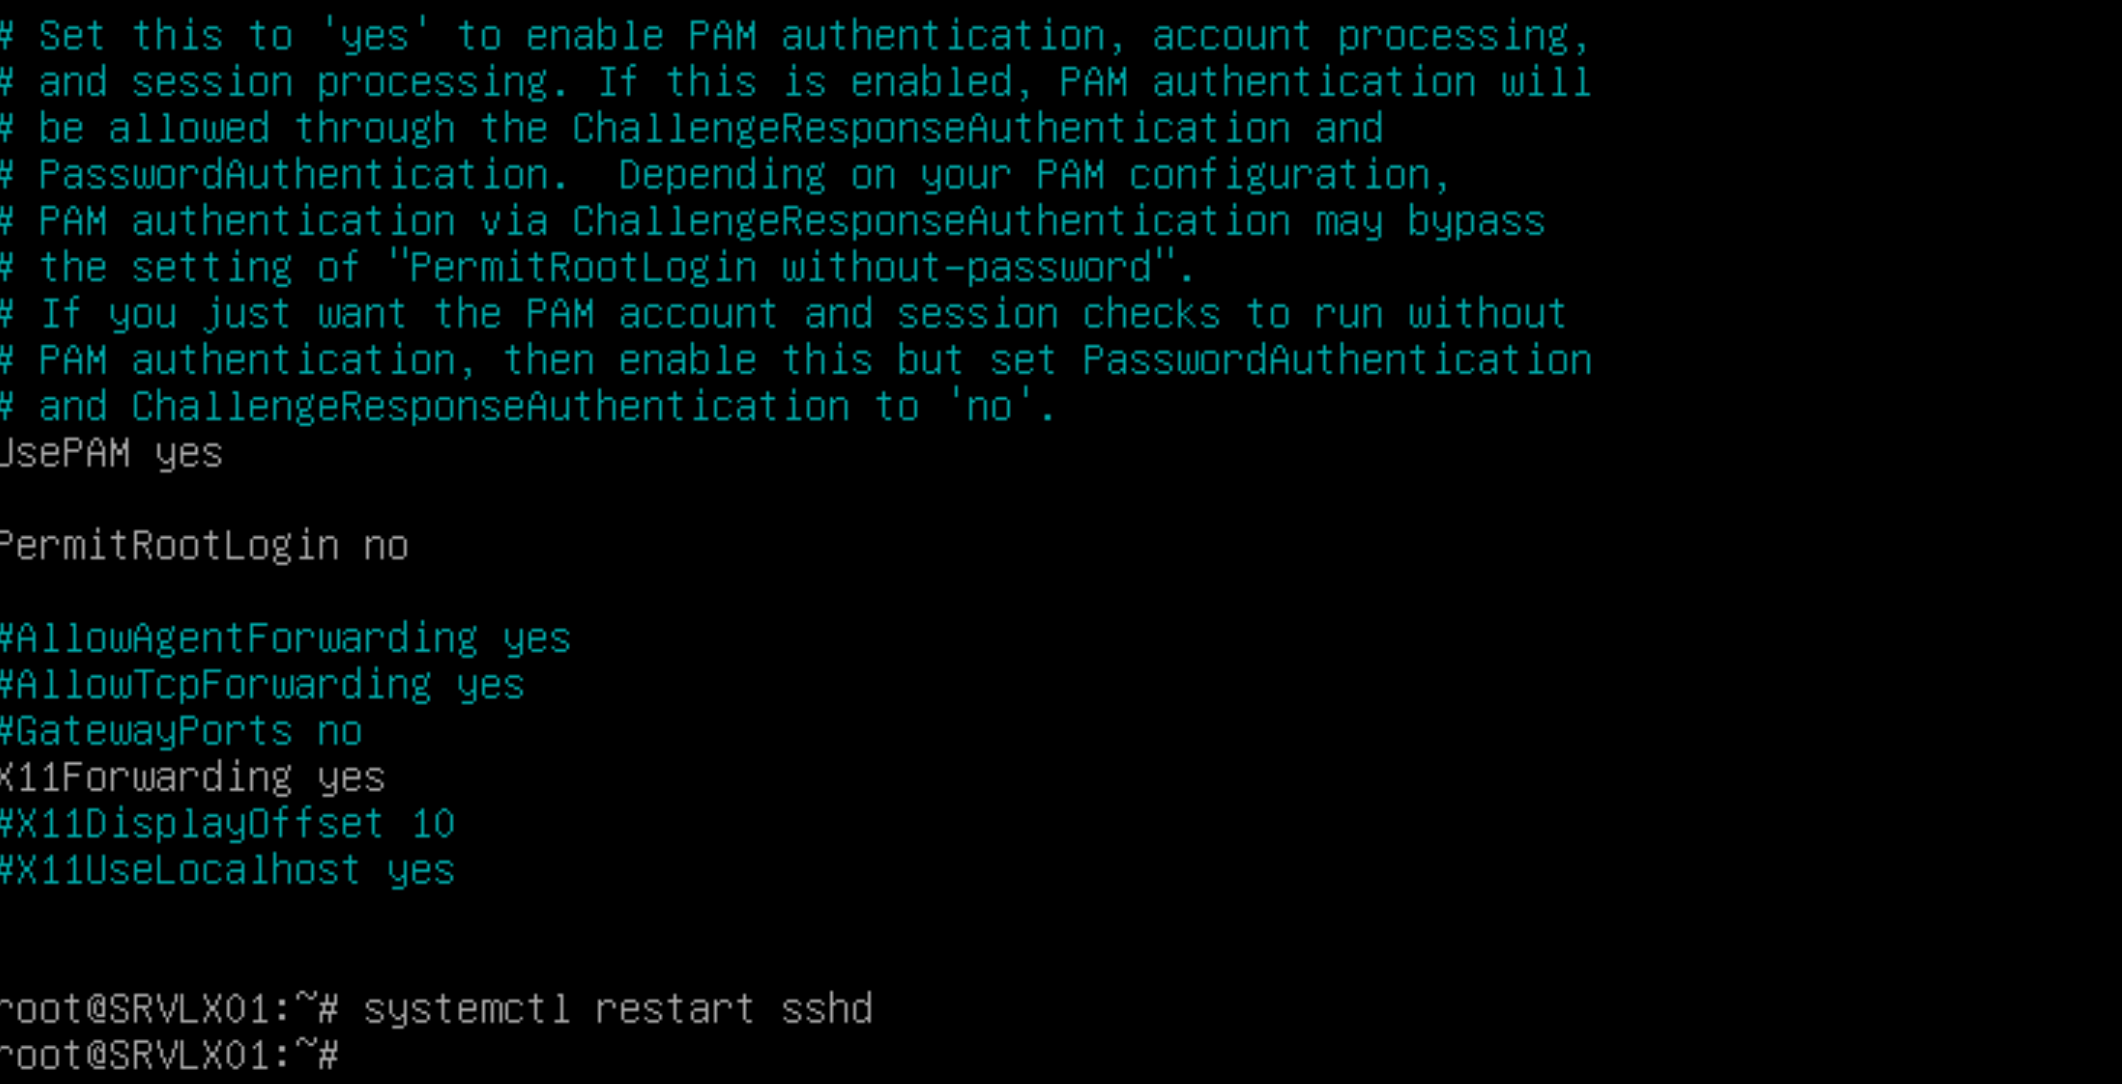 # Set this to 'yes' to enable PAM authentication, account processing,
# and session processing. If this is enabled, PAM authentication will
# be allowed through the ChallengeResponseAuthentication and
# PasswordAuthentication.  Depending on your PAM configuration,
# PAM authentication via ChallengeResponseAuthentication may bypass
# the setting of "PermitRootLogin without-password".
# If you just want the PAM account and session checks to run without
# PAM authentication, then enable this but set PasswordAuthentication
# and ChallengeResponseAuthentication to 'no'.
UsePAM yes
PermitRootLogin no
#AllowAgentForwarding yes
#AllowTcpForwarding yes
#GatewayPorts no
X11Forwarding yes
#X11DisplayOffset 10
#X11UseLocalhost yes
root@SRVLX01:~# systemctl restart sshd
root@SRVLX01:~#